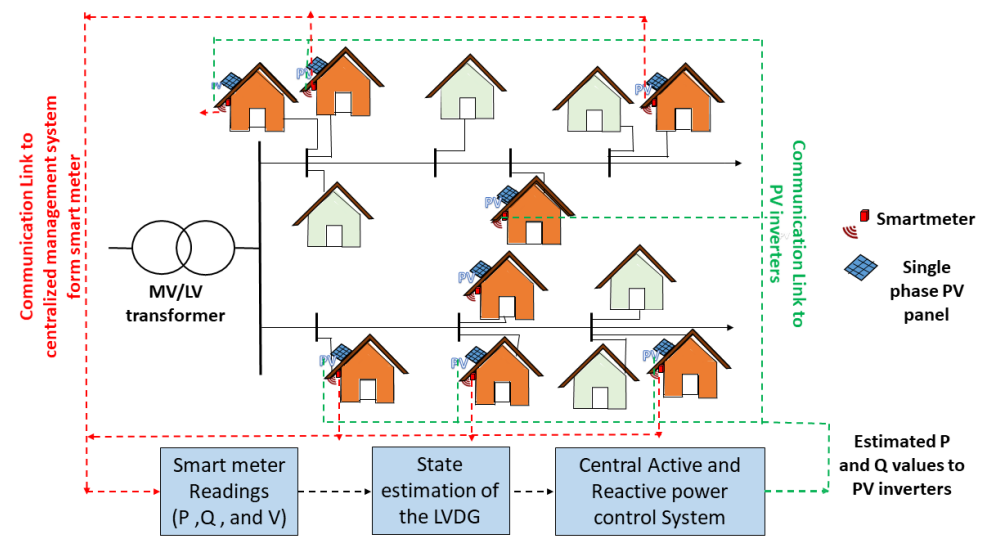 PV
PV
PV
PV
PV
PV
PV
PV
Communication Link to
centralized management system
form smart meter
MV/LV
transformer
Communication Link to
PV inverters
Smartmeter
Single
phase PV
panel
Smart meter
Readings
(P ,Q , and V)
State
estimation of
the LVDG
Central Active and
Reactive power
control System
Estimated P
and Q values to
PV inverters